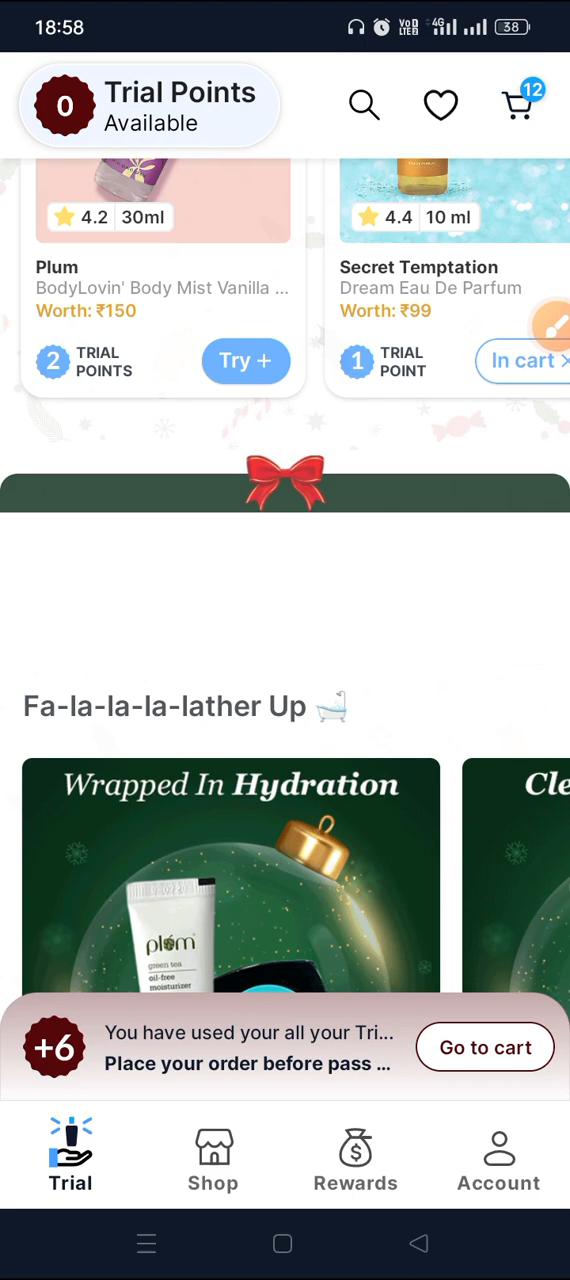 18:58
Vo D
LTE 2
4G
38
0
Trial Points
Available
12
4.2
30ml
4.4
10 ml
Plum
BodyLovin' Body Mist Vanilla ...
Worth: ₹150
Secret Temptation
Dream Eau De Parfum
Worth: ₹99
2
TRIAL
POINTS
Try +
1
TRIAL
POINT
In cart ×
Fa-la-la-la-lather Up
Wrapped In Hydration
Cle
plum
green tea
oil-free
moisturizer
+6
You have used your all your Tri...
Place your order before pass ...
Go to cart
Trial
Shop
Rewards
Account